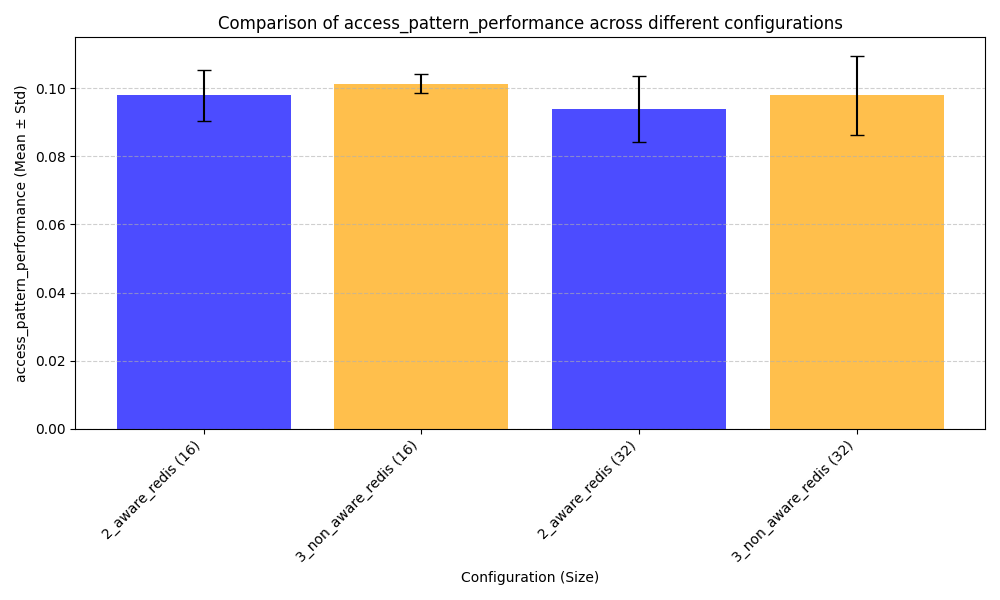 Comparison of access_pattern_performance across different configurations
access_pattern_performance (Mean ± Std)
0.10
0.08
0.06
0.04
0.02
0.00
2_aware_redis (16)
3_non_aware_redis (16)
2_aware_redis (32)
3_non_aware_redis (32)
Configuration (Size)